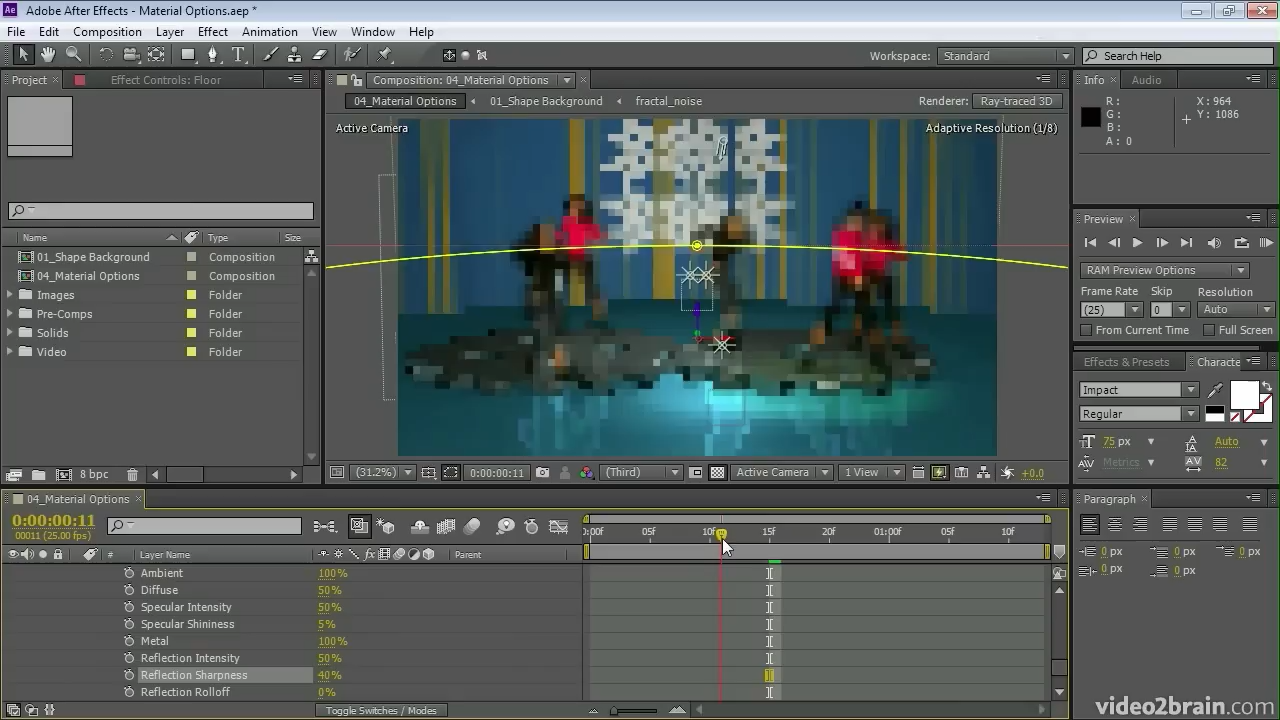 Adobe After Effects - Material Options.aep *
File Edit Composition Layer Effect Animation View Window Help
Workspace: Standard Search Help
Project Effect Controls: Floor
Composition: 04_Material Options
Info Audio
04_Material Options 01_Shape Background fractal_noise Renderer: Ray-traced 3D
R: X: 964
G: Y: 1086
B:
A: 0
Active Camera Adaptive Resolution (1/8)
Name Type Size
01_Shape Background Composition
04_Material Options Composition
Images Folder
Pre-Comps Folder
Solids Folder
Video Folder
8 bpc
Preview
RAM Preview Options
Frame Rate Skip Resolution
(25) 0 Auto
From Current Time Full Screen
Effects & Presets Characte
Impact
Regular
75 px Auto
Metrics 82
(31.2%) 0:00:00:11 (Third) Active Camera 1 View +0.0
04_Material Options
0:00:00:11
00011 (25.00 fps)
0:00f 05f 10f 15f 20f 01:00f 05f 10f
# Layer Name Parent
Ambient 100%
Diffuse 50%
Specular Intensity 50%
Specular Shininess 5%
Metal 100%
Reflection Intensity 50%
Reflection Sharpness 40%
Reflection Rolloff 0%
Toggle Switches / Modes
Paragraph
0 px 0 px 0 px
0 px 0 px
video2brain.com